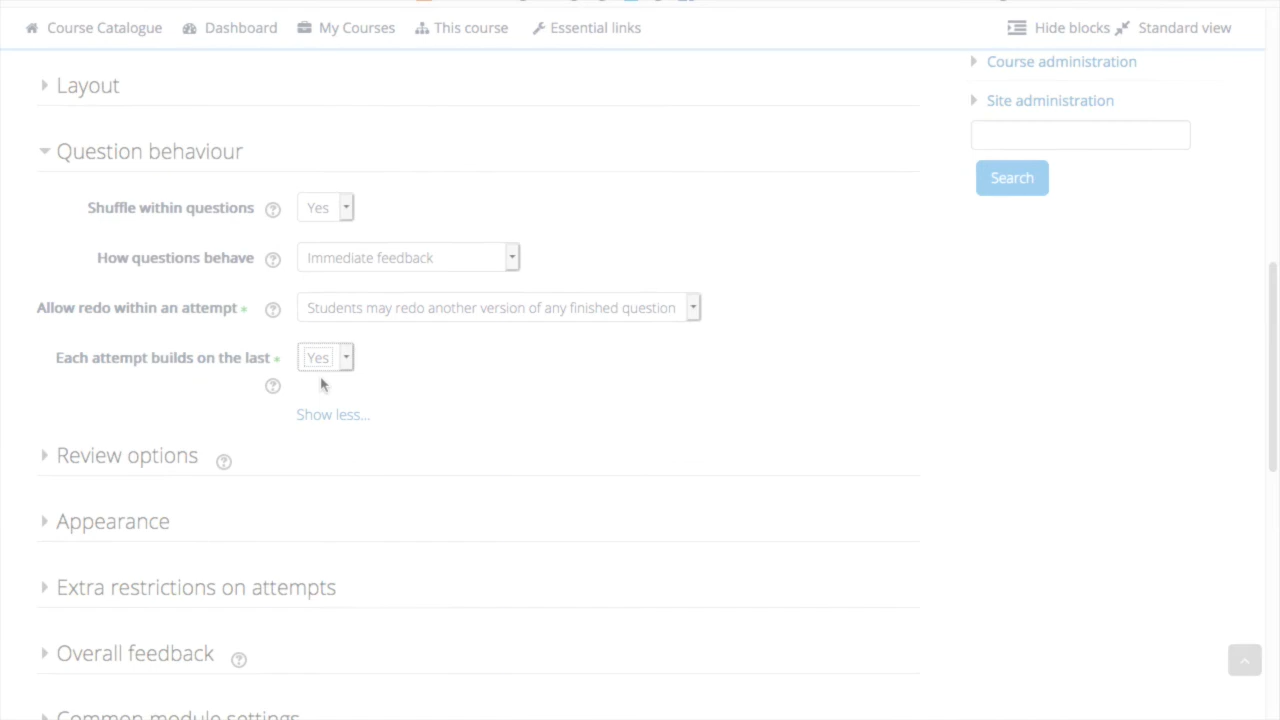 Course Catalogue Dashboard My Courses This course Essential links Hide blocks Standard view
Course administration
Site administration
Search
Layout
Question behaviour
Shuffle within questions Yes
How questions behave Immediate feedback
Allow redo within an attempt * Students may redo another version of any finished question
Each attempt builds on the last * Yes
Show less...
Review options
Appearance
Extra restrictions on attempts
Overall feedback
Common module settings